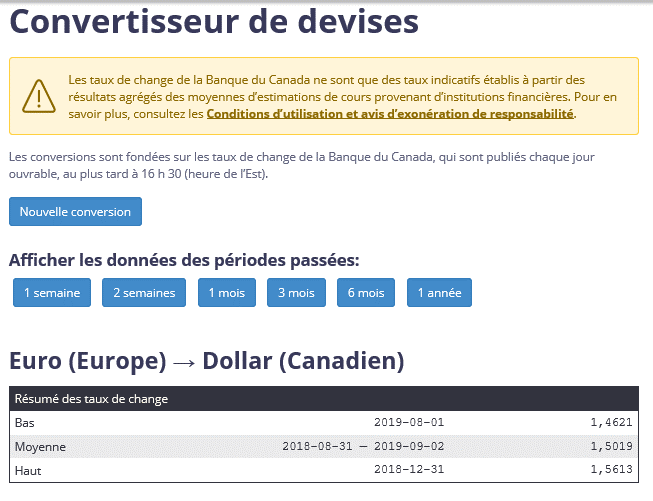 Convertisseur de devises
Les taux de change de la Banque du Canada ne sont que des taux indicatifs établis à partir des
résultats agrégés des moyennes d’estimations de cours provenant d’institutions financières. Pour en
savoir plus, consultez les Conditions d’utilisation et avis d’exonération de responsabilité.
Les conversions sont fondées sur les taux de change de la Banque du Canada, qui sont publiés chaque jour
ouvrable, au plus tard à 16 h 30 (heure de l’Est).
Nouvelle conversion
Afficher les données des périodes passées:
1 semaine 2 semaines 1 mois 3 mois 6 mois 1 année
Euro (Europe) → Dollar (Canadien)
Résumé des taux de change
Bas 2019-08-01 1,4621
Moyenne 2018-08-31 — 2019-09-02 1,5019
Haut 2018-12-31 1,5613